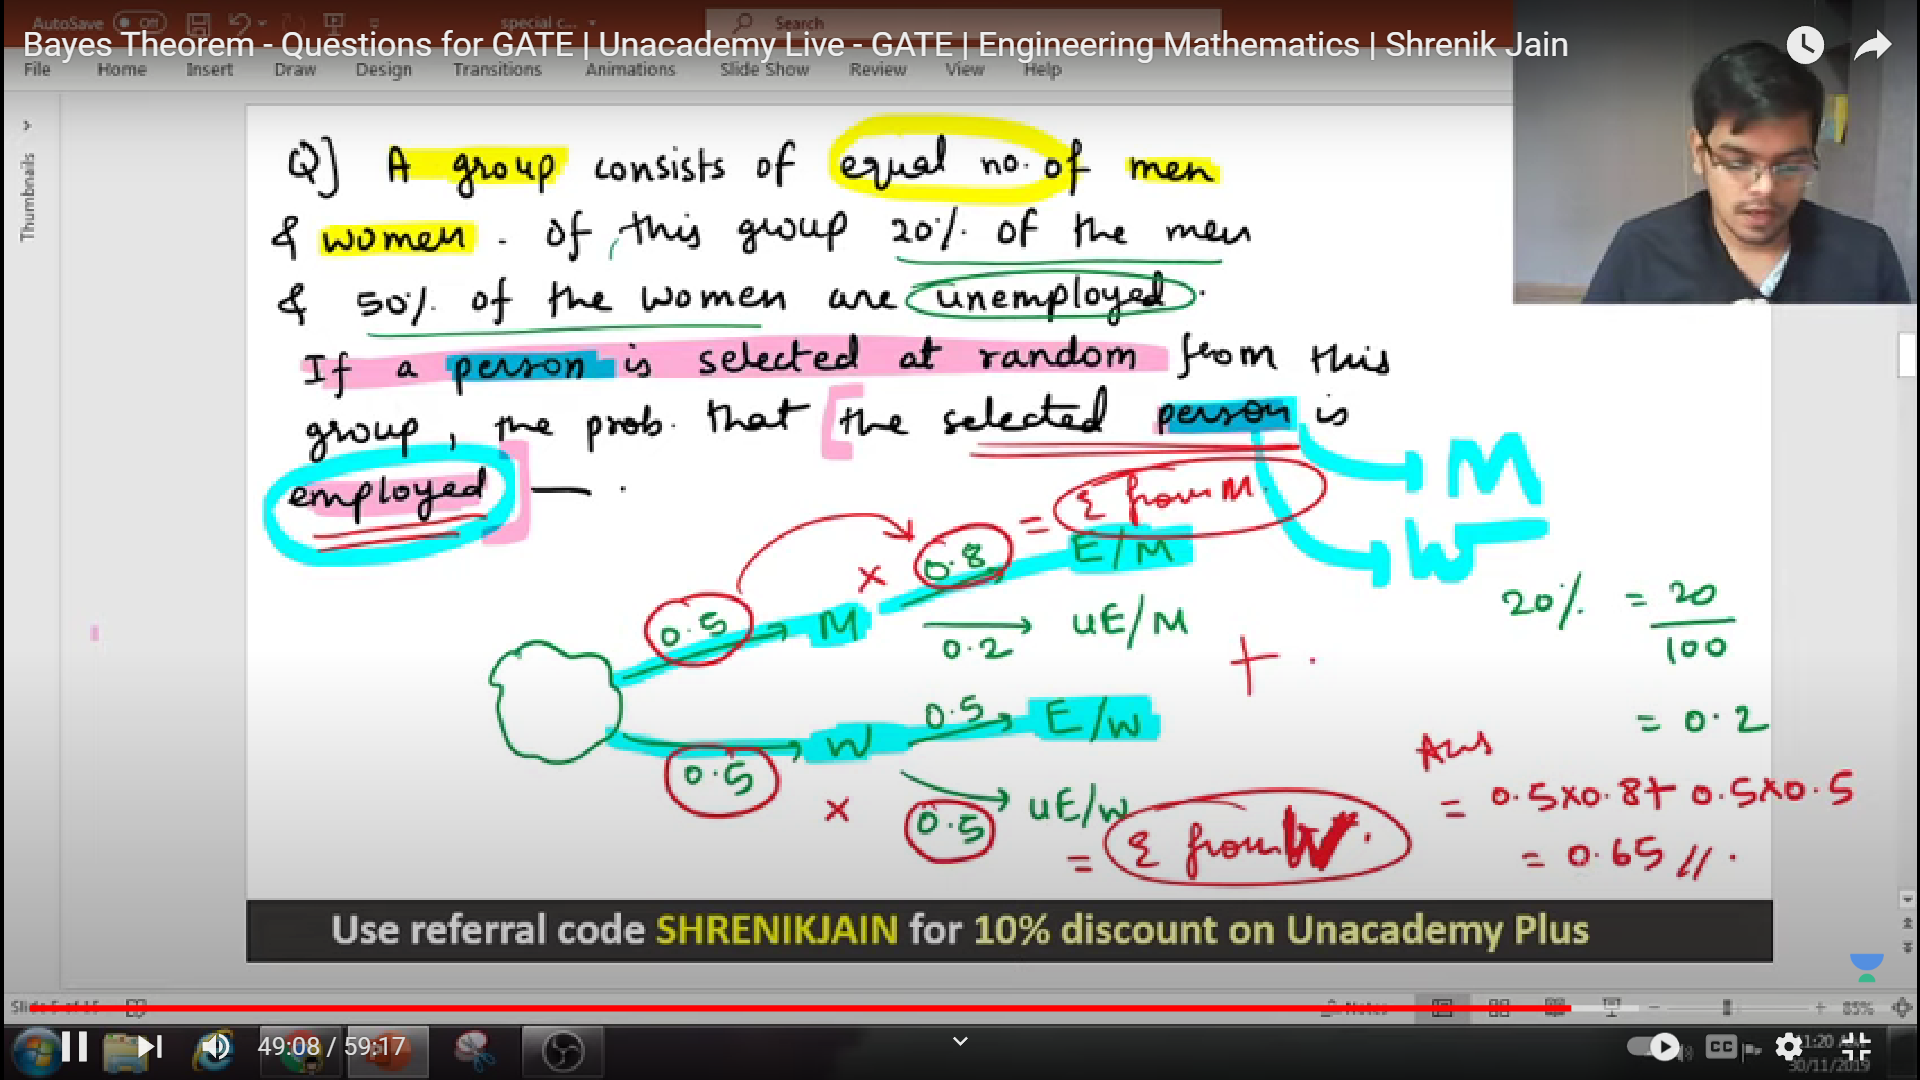 AutoSave Off special c... Search
Bayes Theorem - Questions for GATE | Unacademy Live - GATE | Engineering Mathematics | Shrenik Jain
File Home Insert Draw Design Transitions Animations Slide Show Review View Help
Thumbnails
Q] A group consists of equal no. of men
& women. Of this group 20% of the men
& 50% of the women are unemployed.
If a person is selected at random from this
group, the prob. that [the selected person is
employed] — .
M
W
0.5 M × 0.8 E/M = Σ from M.
0.2 uE/M
+
0.5 W 0.5 E/W
× 0.5 uE/W = Σ from W.
20% = 20/100
= 0.2
Ans
= 0.5×0.8+ 0.5×0.5
= 0.65 //.
Use referral code SHRENIKJAIN for 10% discount on Unacademy Plus
85%
49:08 / 59:17
CC
30/11/2019